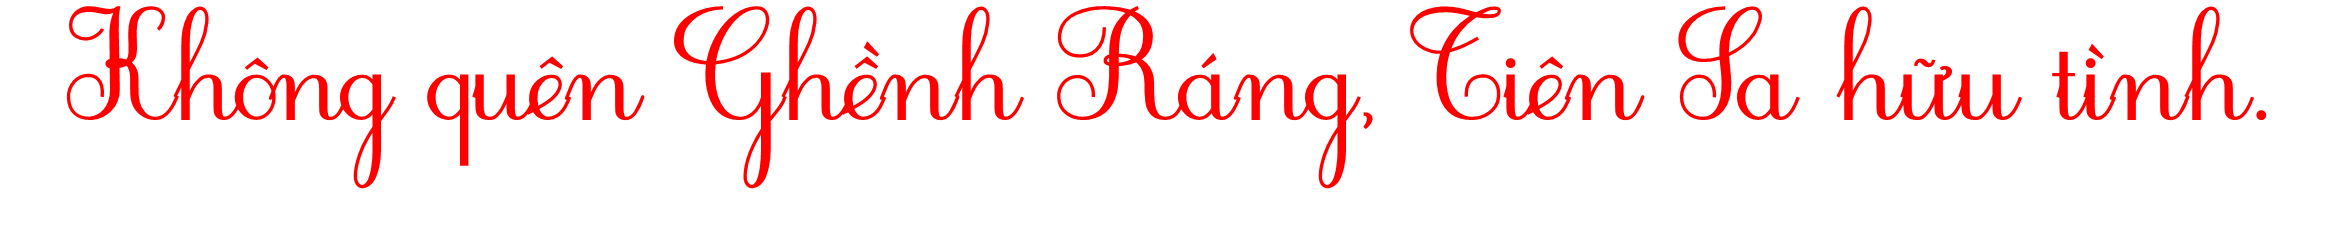 Không quên Ghềnh Ráng, Tiên Sa hữu tình.